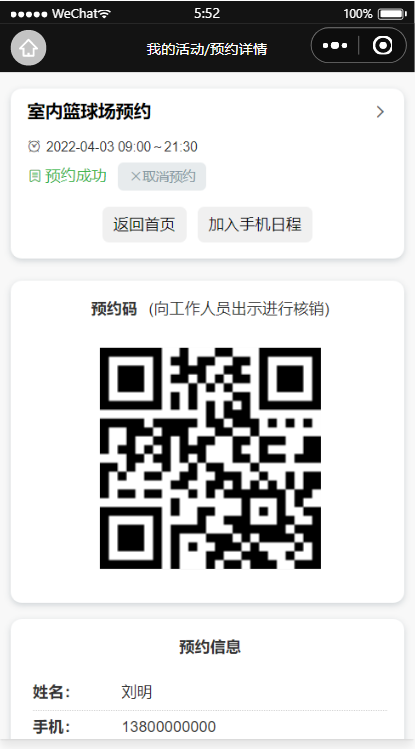 WeChat 5:52 100%
我的活动/预约详情
室内篮球场预约
2022-04-03 09:00～21:30
预约成功 ×取消预约
返回首页 加入手机日程
预约码 (向工作人员出示进行核销)
预约信息
姓名： 刘明
手机： 13800000000